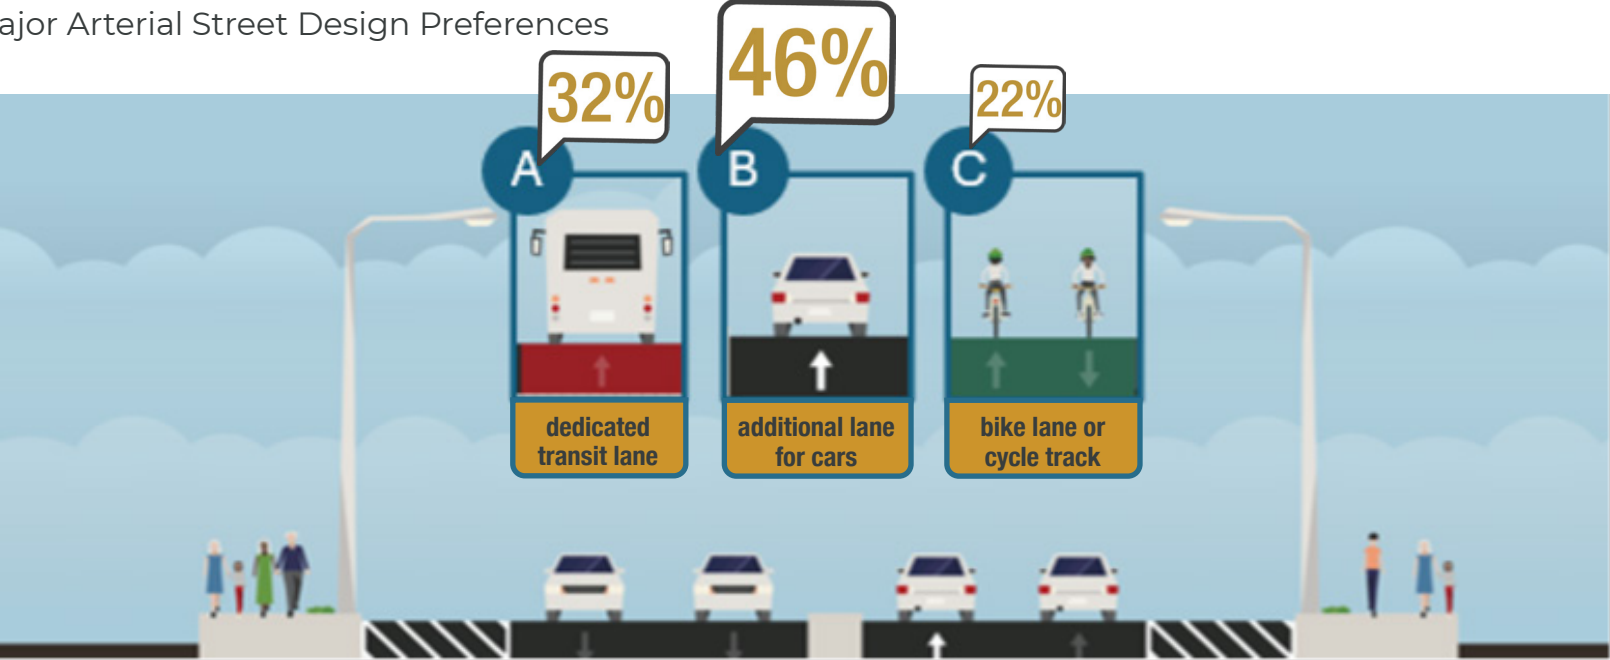 ajor Arterial Street Design Preferences
32%
46%
22%
A
B
C
dedicated
transit lane
additional lane
for cars
bike lane or
cycle track